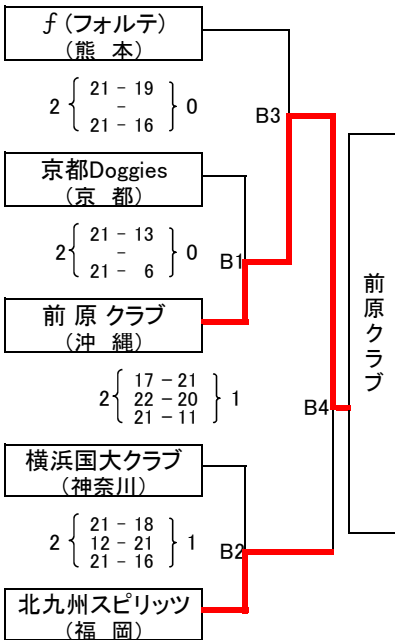 f (フォルテ)
(熊 本)
2 { 21 - 19 } 0
-
21 - 16
B3
京都Doggies
(京 都)
2 { 21 - 13 } 0
-
21 - 6
B1
前 原 クラブ
(沖 縄)
17 - 21
2 { 22 - 20 } 1
21 - 11
B4
前原クラブ
横浜国大クラブ
(神奈川)
21 - 18
2 { 12 - 21 } 1
21 - 16
B2
北九州スピリッツ
(福 岡)